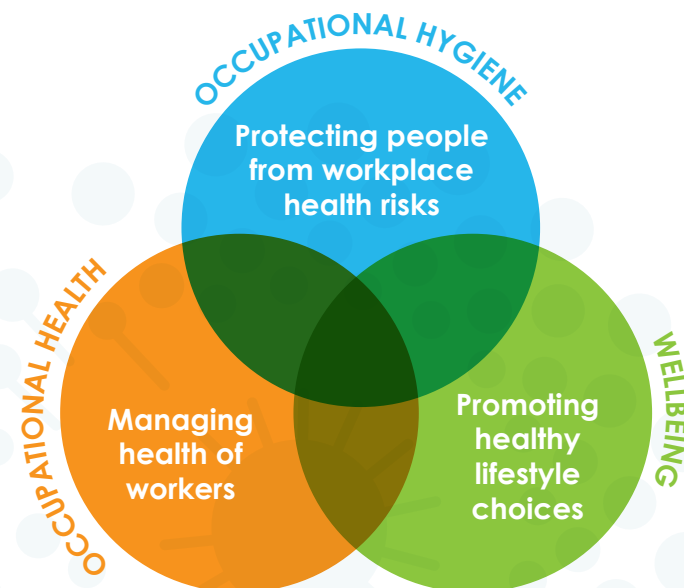 OCCUPATIONAL HYGIENE
Protecting people
from workplace
health risks
OCCUPATIONAL HEALTH
Managing
health of
workers
WELLBEING
Promoting
healthy
lifestyle
choices